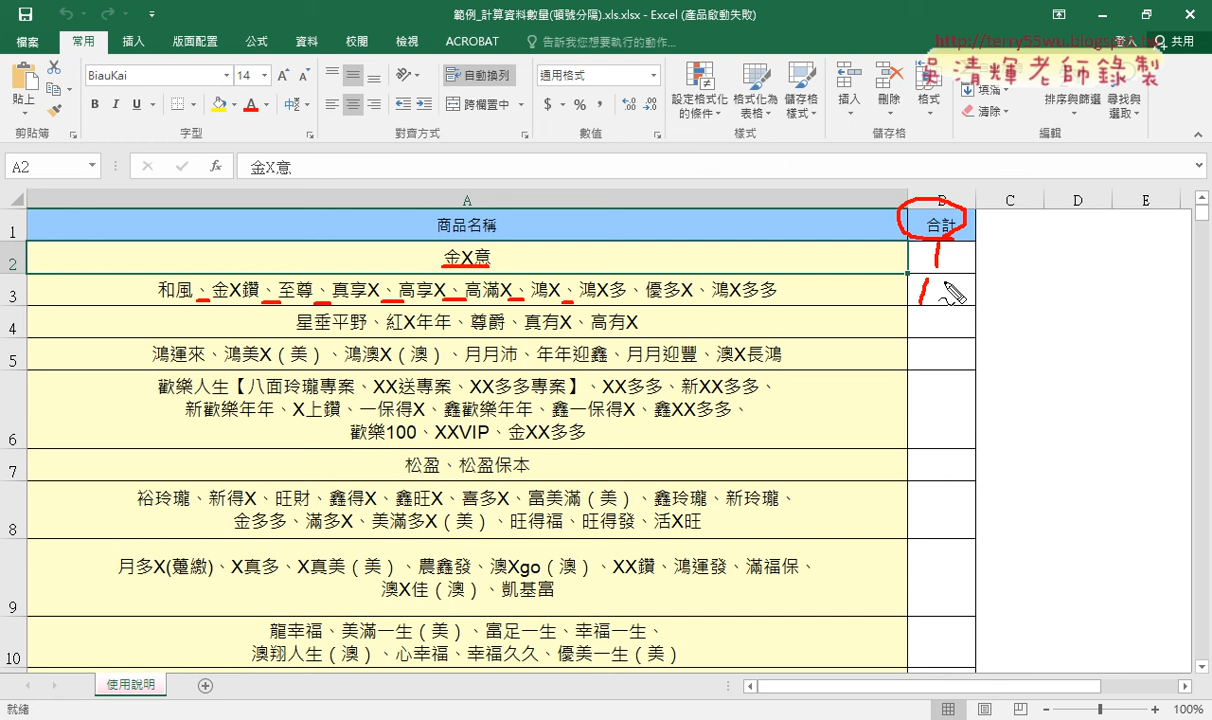 範例_計算資料數量(頓號分隔).xls.xlsx - Excel (產品啟動失敗)
檔案 常用 插入 版面配置 公式 資料 校閱 檢視 ACROBAT 告訴我您想要執行的動作... 登入 共用
http://terry55wu.blogspot.tw
吳清輝老師錄製
BiauKai 14 自動換列 通用格式
貼上 B I U 跨欄置中 $ % 設定格式化的條件 格式化為表格 儲存格樣式 插入 刪除 格式 填滿 清除 排序與篩選 尋找與選取
剪貼簿 字型 對齊方式 數值 樣式 儲存格 編輯
A2 fx 金X意
A B C D E
1 商品名稱 合計
2 金X意 1
3 和風、金X鑽、至尊、真享X、高享X、高滿X、鴻X、鴻X多、優多X、鴻X多多 1
4 星垂平野、紅X年年、尊爵、真有X、高有X
5 鴻運來、鴻美X（美）、鴻澳X（澳）、月月沛、年年迎鑫、月月迎豐、澳X長鴻
歡樂人生【八面玲瓏專案、XX送專案、XX多多專案】、XX多多、新XX多多、
新歡樂年年、X上鑽、一保得X、鑫歡樂年年、鑫一保得X、鑫XX多多、
6 歡樂100、XXVIP、金XX多多
7 松盈、松盈保本
裕玲瓏、新得X、旺財、鑫得X、鑫旺X、喜多X、富美滿（美）、鑫玲瓏、新玲瓏、
8 金多多、滿多X、美滿多X（美）、旺得福、旺得發、活X旺
月多X(躉繳)、X真多、X真美（美）、農鑫發、澳Xgo（澳）、XX鑽、鴻運發、滿福保、
9 澳X佳（澳）、凱基富
龍幸福、美滿一生（美）、富足一生、幸福一生、
10 澳翔人生（澳）、心幸福、幸福久久、優美一生（美）
使用說明
就緒 100%